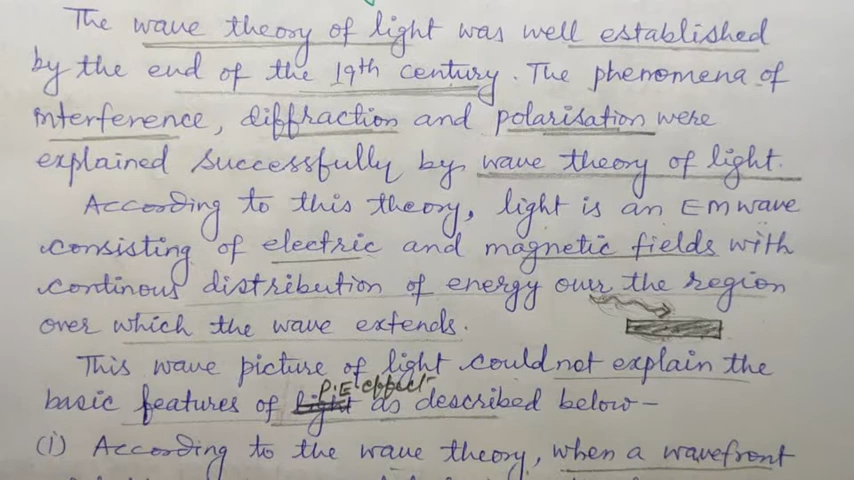 The wave theory of light was well established
by the end of the 19th century. The phenomena of
interference, diffraction and polarisation were
explained successfully by wave theory of light.
According to this theory, light is an EM wave
consisting of electric and magnetic fields with
continous distribution of energy over the region
over which the wave extends.
This wave picture of light could not explain the
P.E effect
basic features of light as described below-
(i) According to the wave theory, when a wavefront